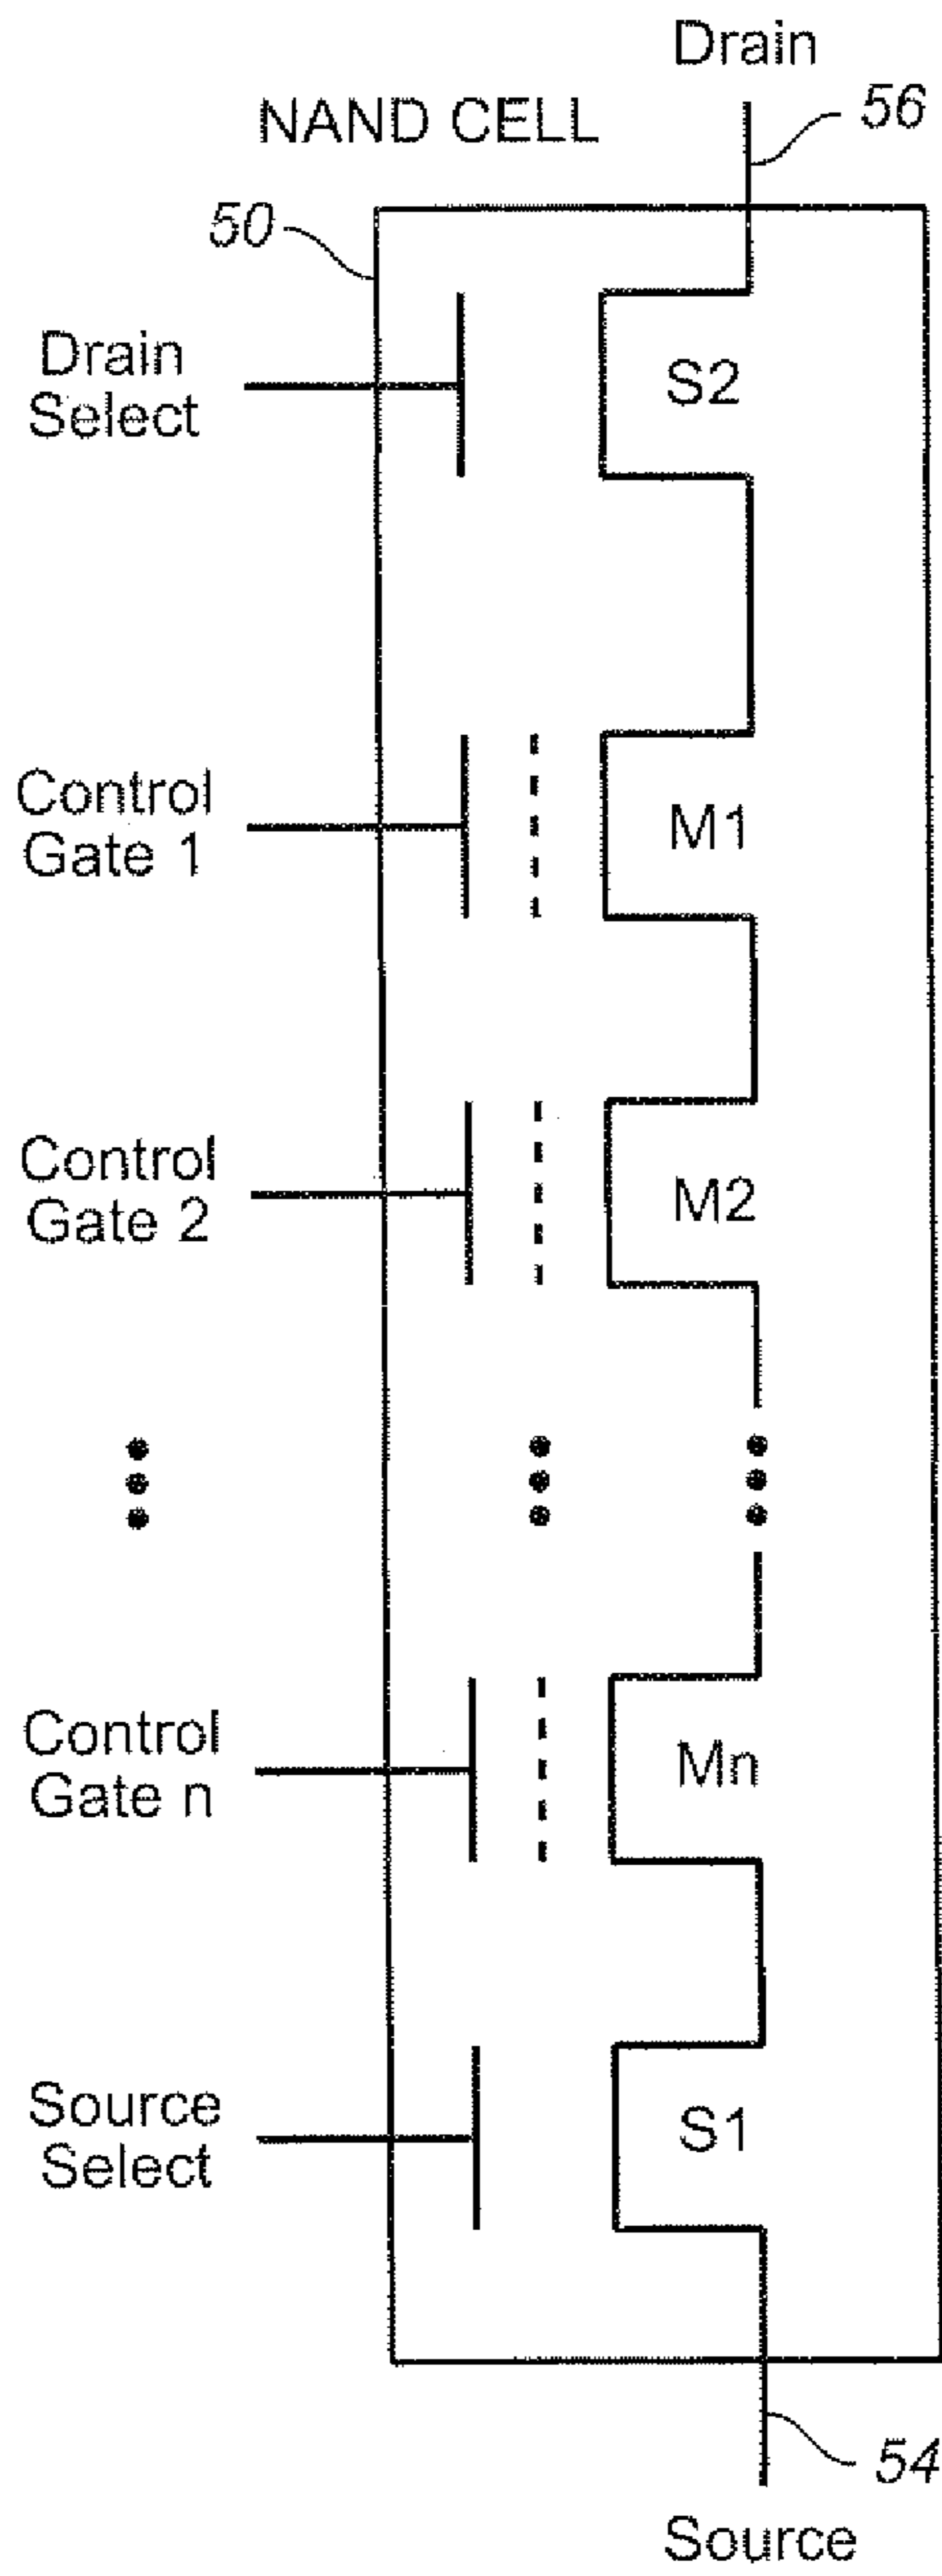 Drain
56
NAND CELL
50
Drain
Select
S2
Control
Gate 1
M1
Control
Gate 2
M2
Control
Gate n
Mn
Source
Select
S1
54
Source